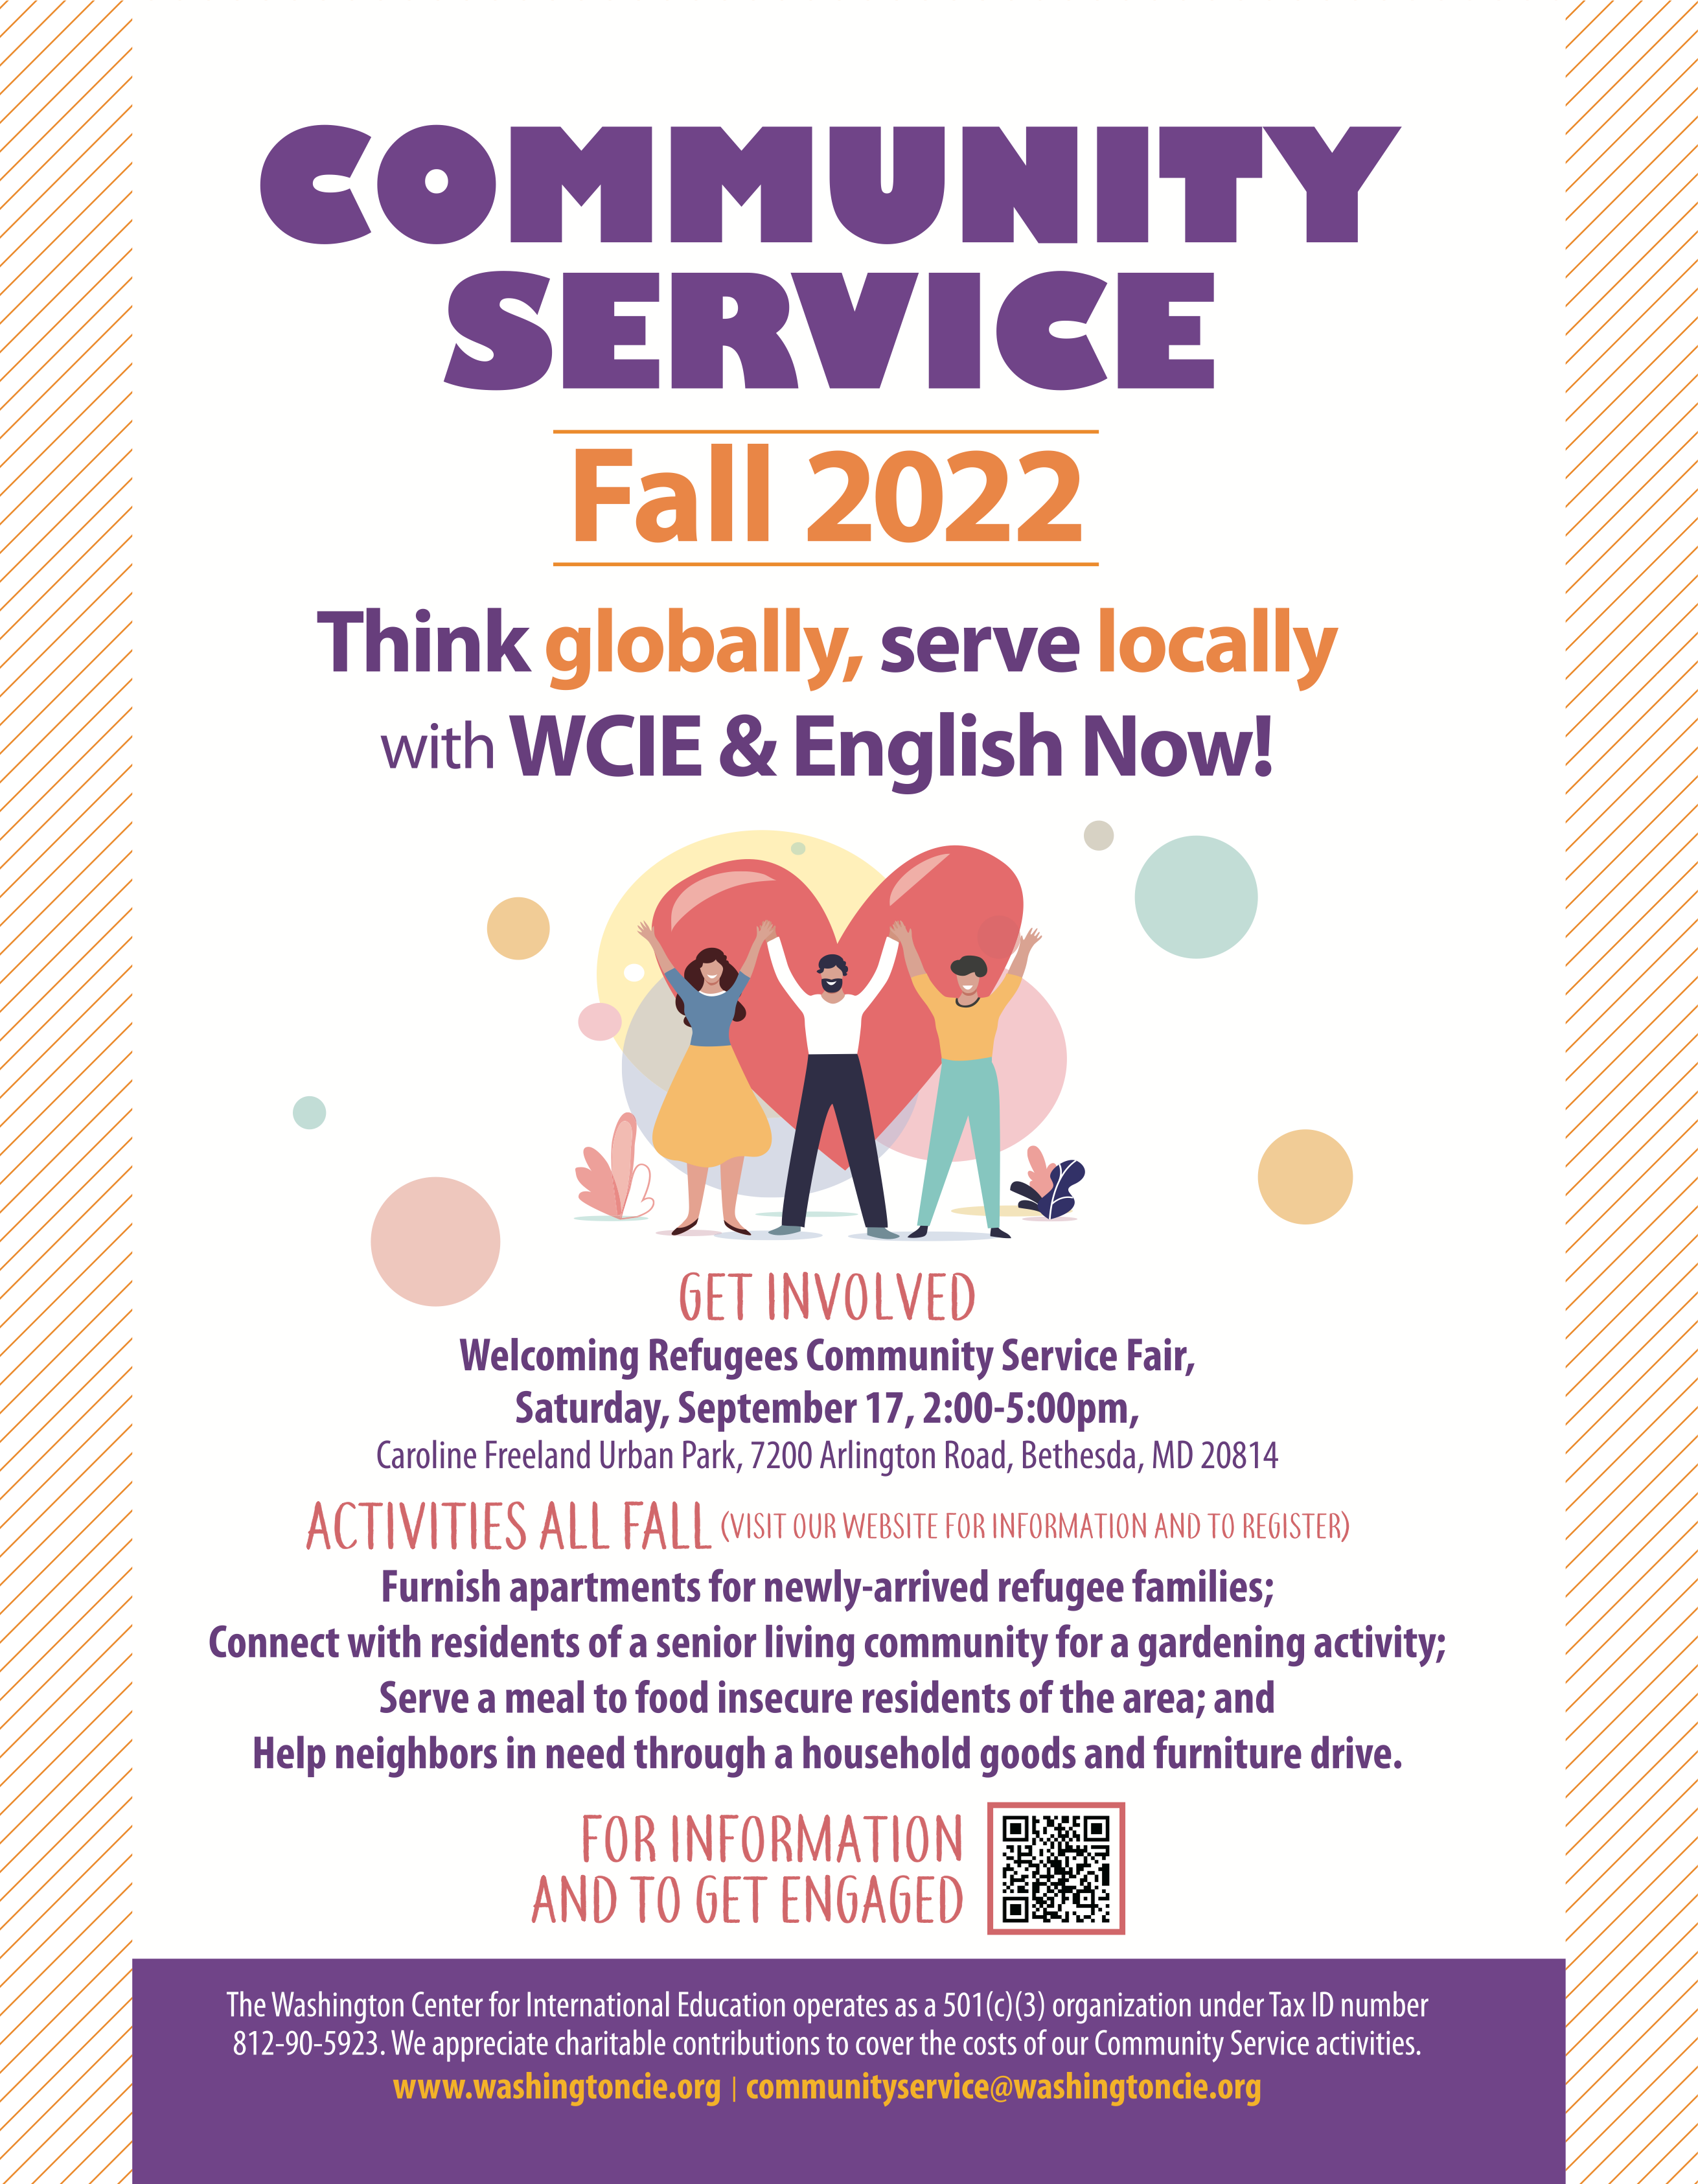 COMMUNITY
SERVICE
Fall 2022
Think globally, serve locally
with WCIE & English Now!
GET INVOLVED
Welcoming Refugees Community Service Fair,
Saturday, September 17, 2:00-5:00pm,
Caroline Freeland Urban Park, 7200 Arlington Road, Bethesda, MD 20814
ACTIVITIES ALL FALL (VISIT OUR WEBSITE FOR INFORMATION AND TO REGISTER)
Furnish apartments for newly-arrived refugee families;
Connect with residents of a senior living community for a gardening activity;
Serve a meal to food insecure residents of the area; and
Help neighbors in need through a household goods and furniture drive.
FOR INFORMATION
AND TO GET ENGAGED
The Washington Center for International Education operates as a 501(c)(3) organization under Tax ID number
812-90-5923. We appreciate charitable contributions to cover the costs of our Community Service activities.
www.washingtoncie.org | communityservice@washingtoncie.org